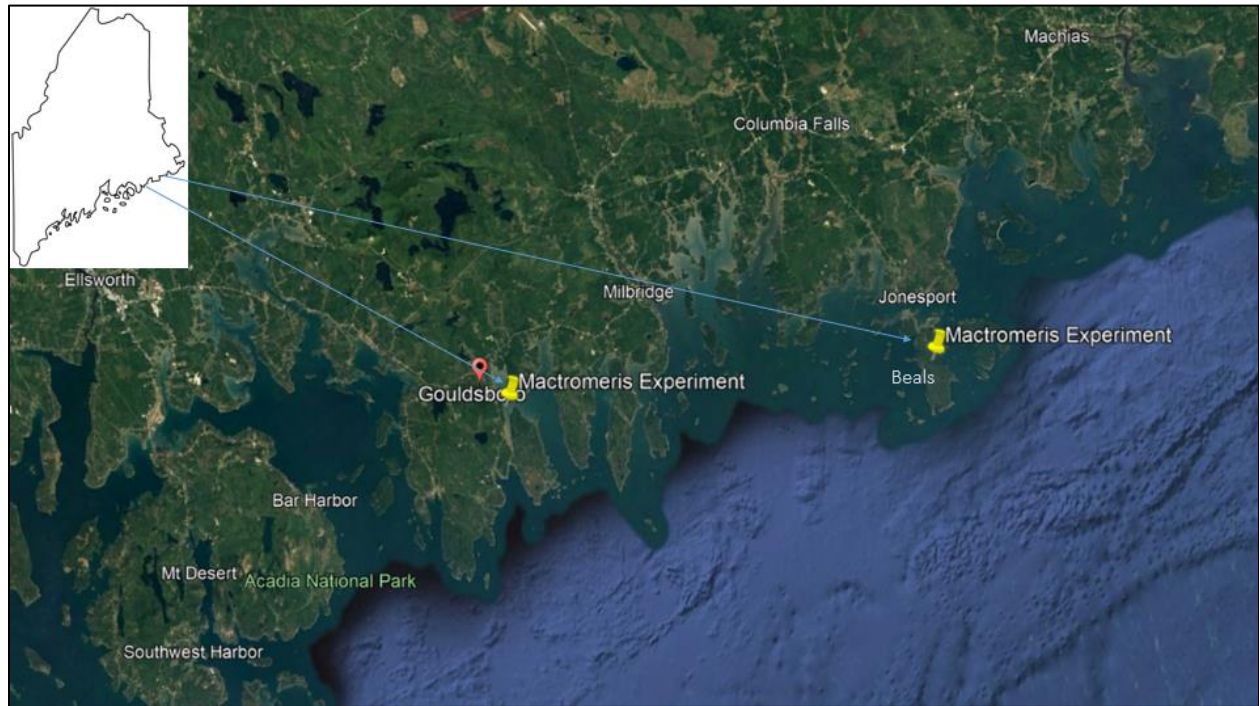 Machias
Columbia Falls
Ellsworth
Milbridge
Jonesport
Mactromeris Experiment
Beals
Mactromeris Experiment
Gouldsboro
Bar Harbor
Mt Desert
Acadia National Park
Southwest Harbor